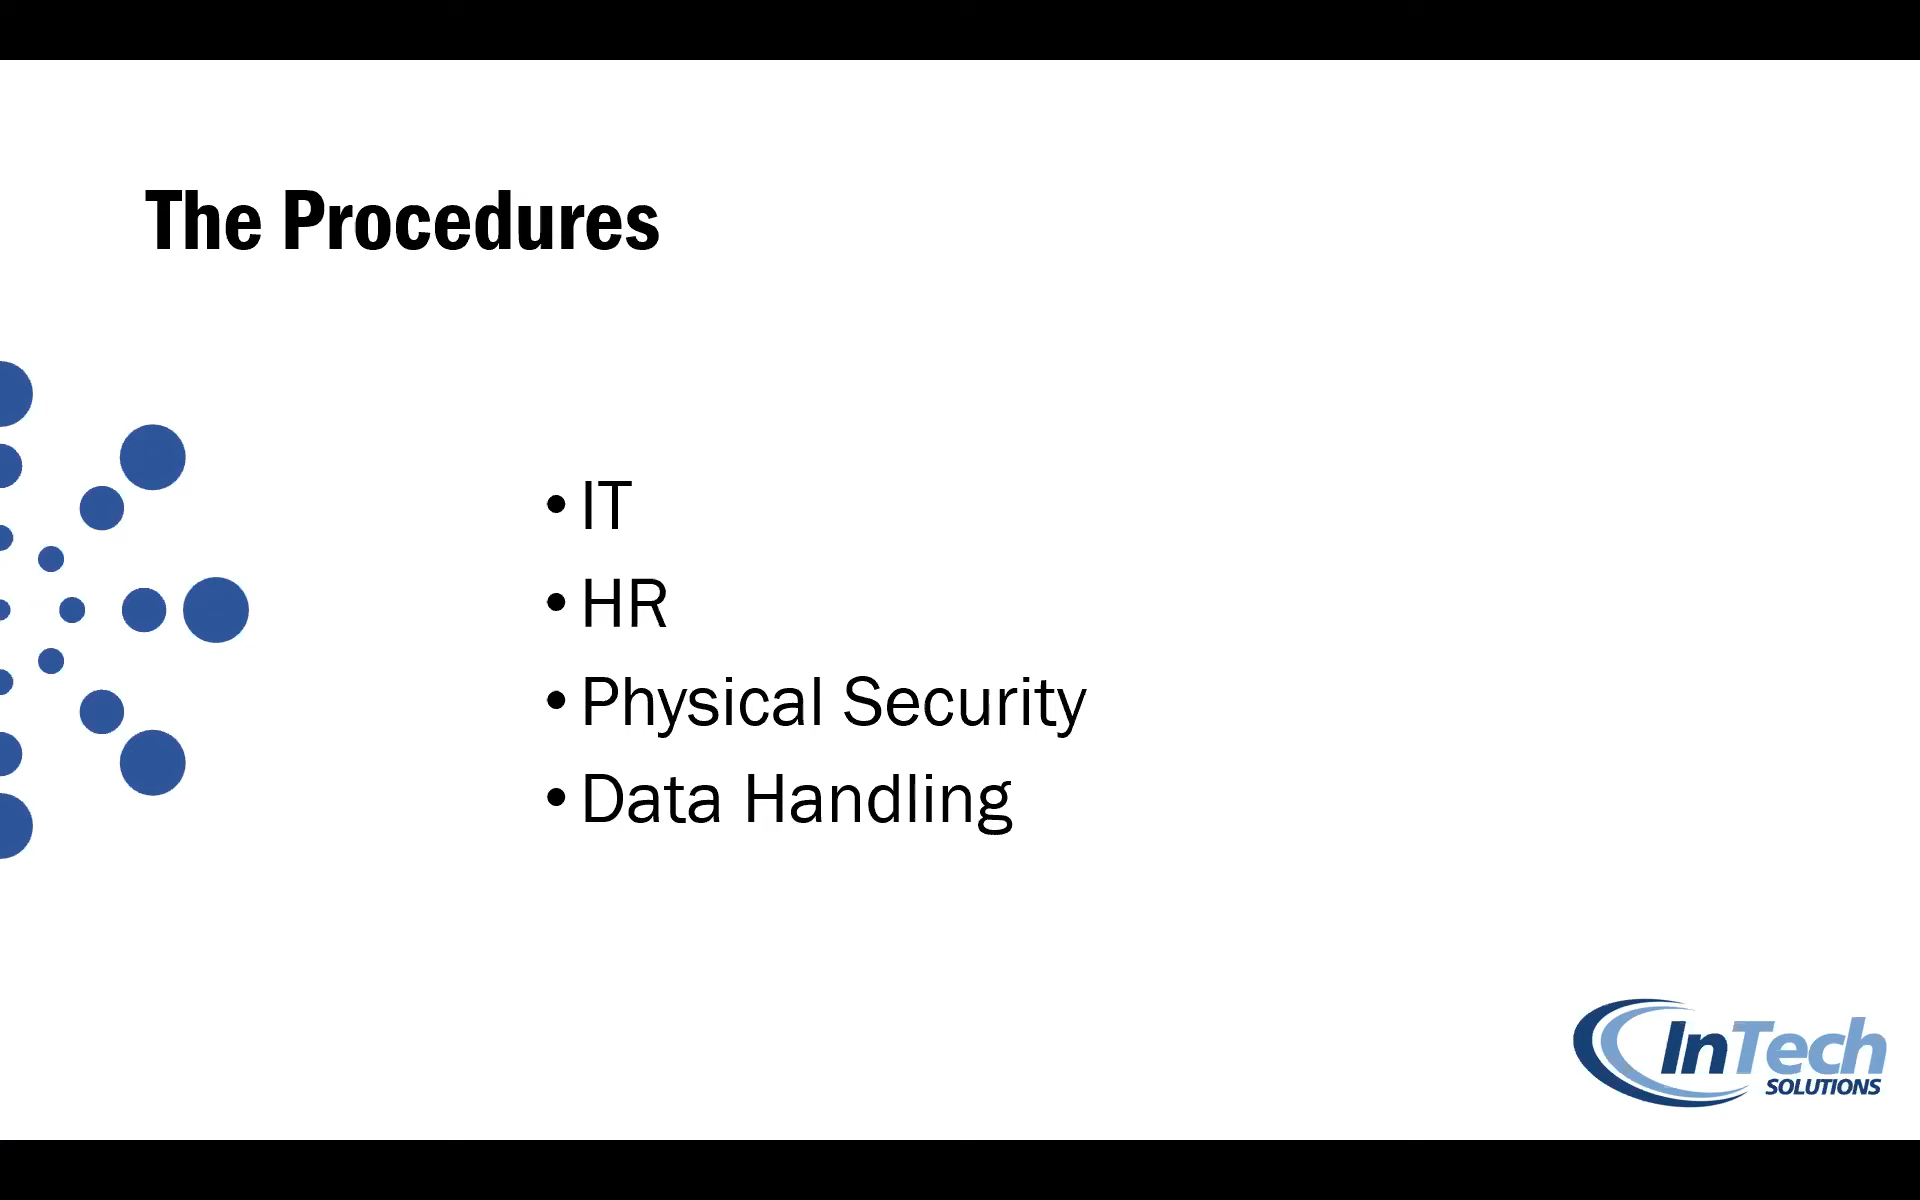 The Procedures
• IT
• HR
• Physical Security
• Data Handling
InTech
SOLUTIONS